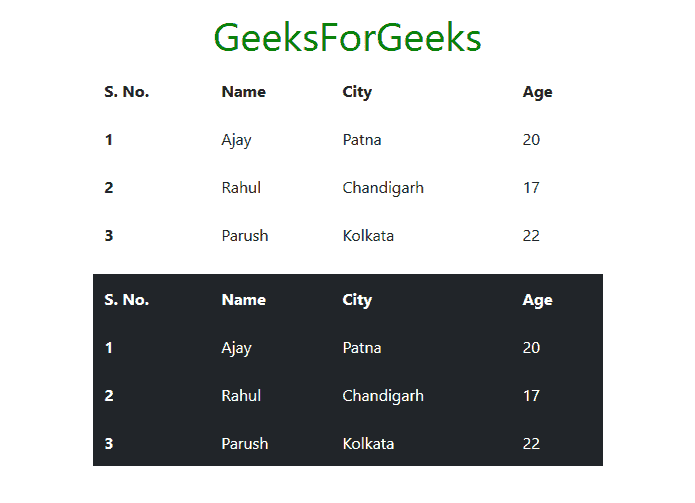 GeeksForGeeks
S. No. Name City Age
1 Ajay Patna 20
2 Rahul Chandigarh 17
3 Parush Kolkata 22
S. No. Name City Age
1 Ajay Patna 20
2 Rahul Chandigarh 17
3 Parush Kolkata 22